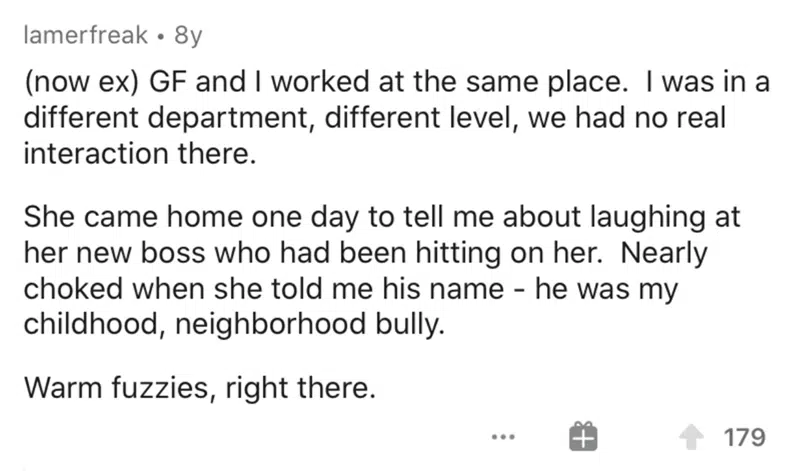 lamerfreak • 8y
(now ex) GF and I worked at the same place.  I was in a
different department, different level, we had no real
interaction there.
She came home one day to tell me about laughing at
her new boss who had been hitting on her.  Nearly
choked when she told me his name - he was my
childhood, neighborhood bully.
Warm fuzzies, right there.
... 179